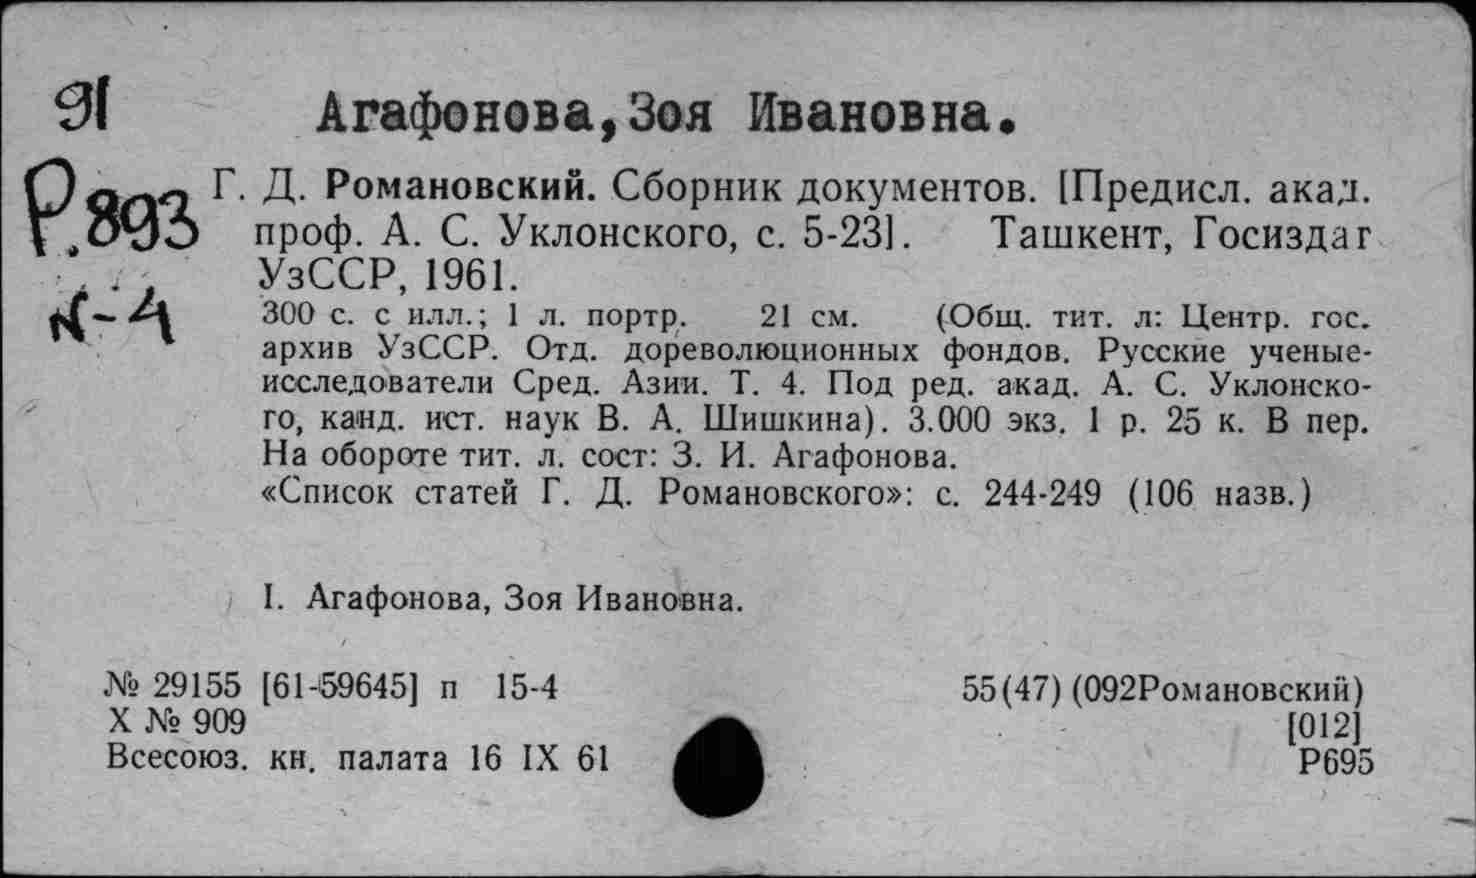 91
Агафонова, Зоя Ивановна.
Р.893
Г. Д. Романовский. Сборник документов. [Предисл. акад.
проф. А. С. Уклонского, с. 5-23]. Ташкент, Госиздат
УзССР, 1961.
300 с. с илл.; 1 л. портр. 21 см. (Общ. тит. л: Центр. гос.
архив УзССР. Отд. дореволюционных фондов. Русские ученые-
исследователи Сред. Азии. Т. 4. Под ред. акад. А. С. Уклонско-
го, канд. ист. наук В. А. Шишкина). 3.000 экз. 1 р. 25 к. В пер.
На обороте тит. л. сост: З. И. Агафонова.
«Список статей Г. Д. Романовского»: с. 244-249 (106 назв.)
I. Агафонова, Зоя Ивановна.
№ 29155 [61-59645] п 15-4
Х № 909
Всесоюз. кн. палата 16 IX 61
55(47)(092Романовский)
[012]
Р695